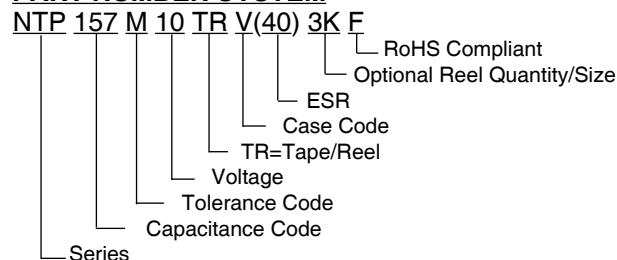 PART NUMBER SYSTEM
NTP 157 M 10 TR V(40) 3K F
RoHS Compliant
Optional Reel Quantity/Size
ESR
Case Code
TR=Tape/Reel
Voltage
Tolerance Code
Capacitance Code
Series